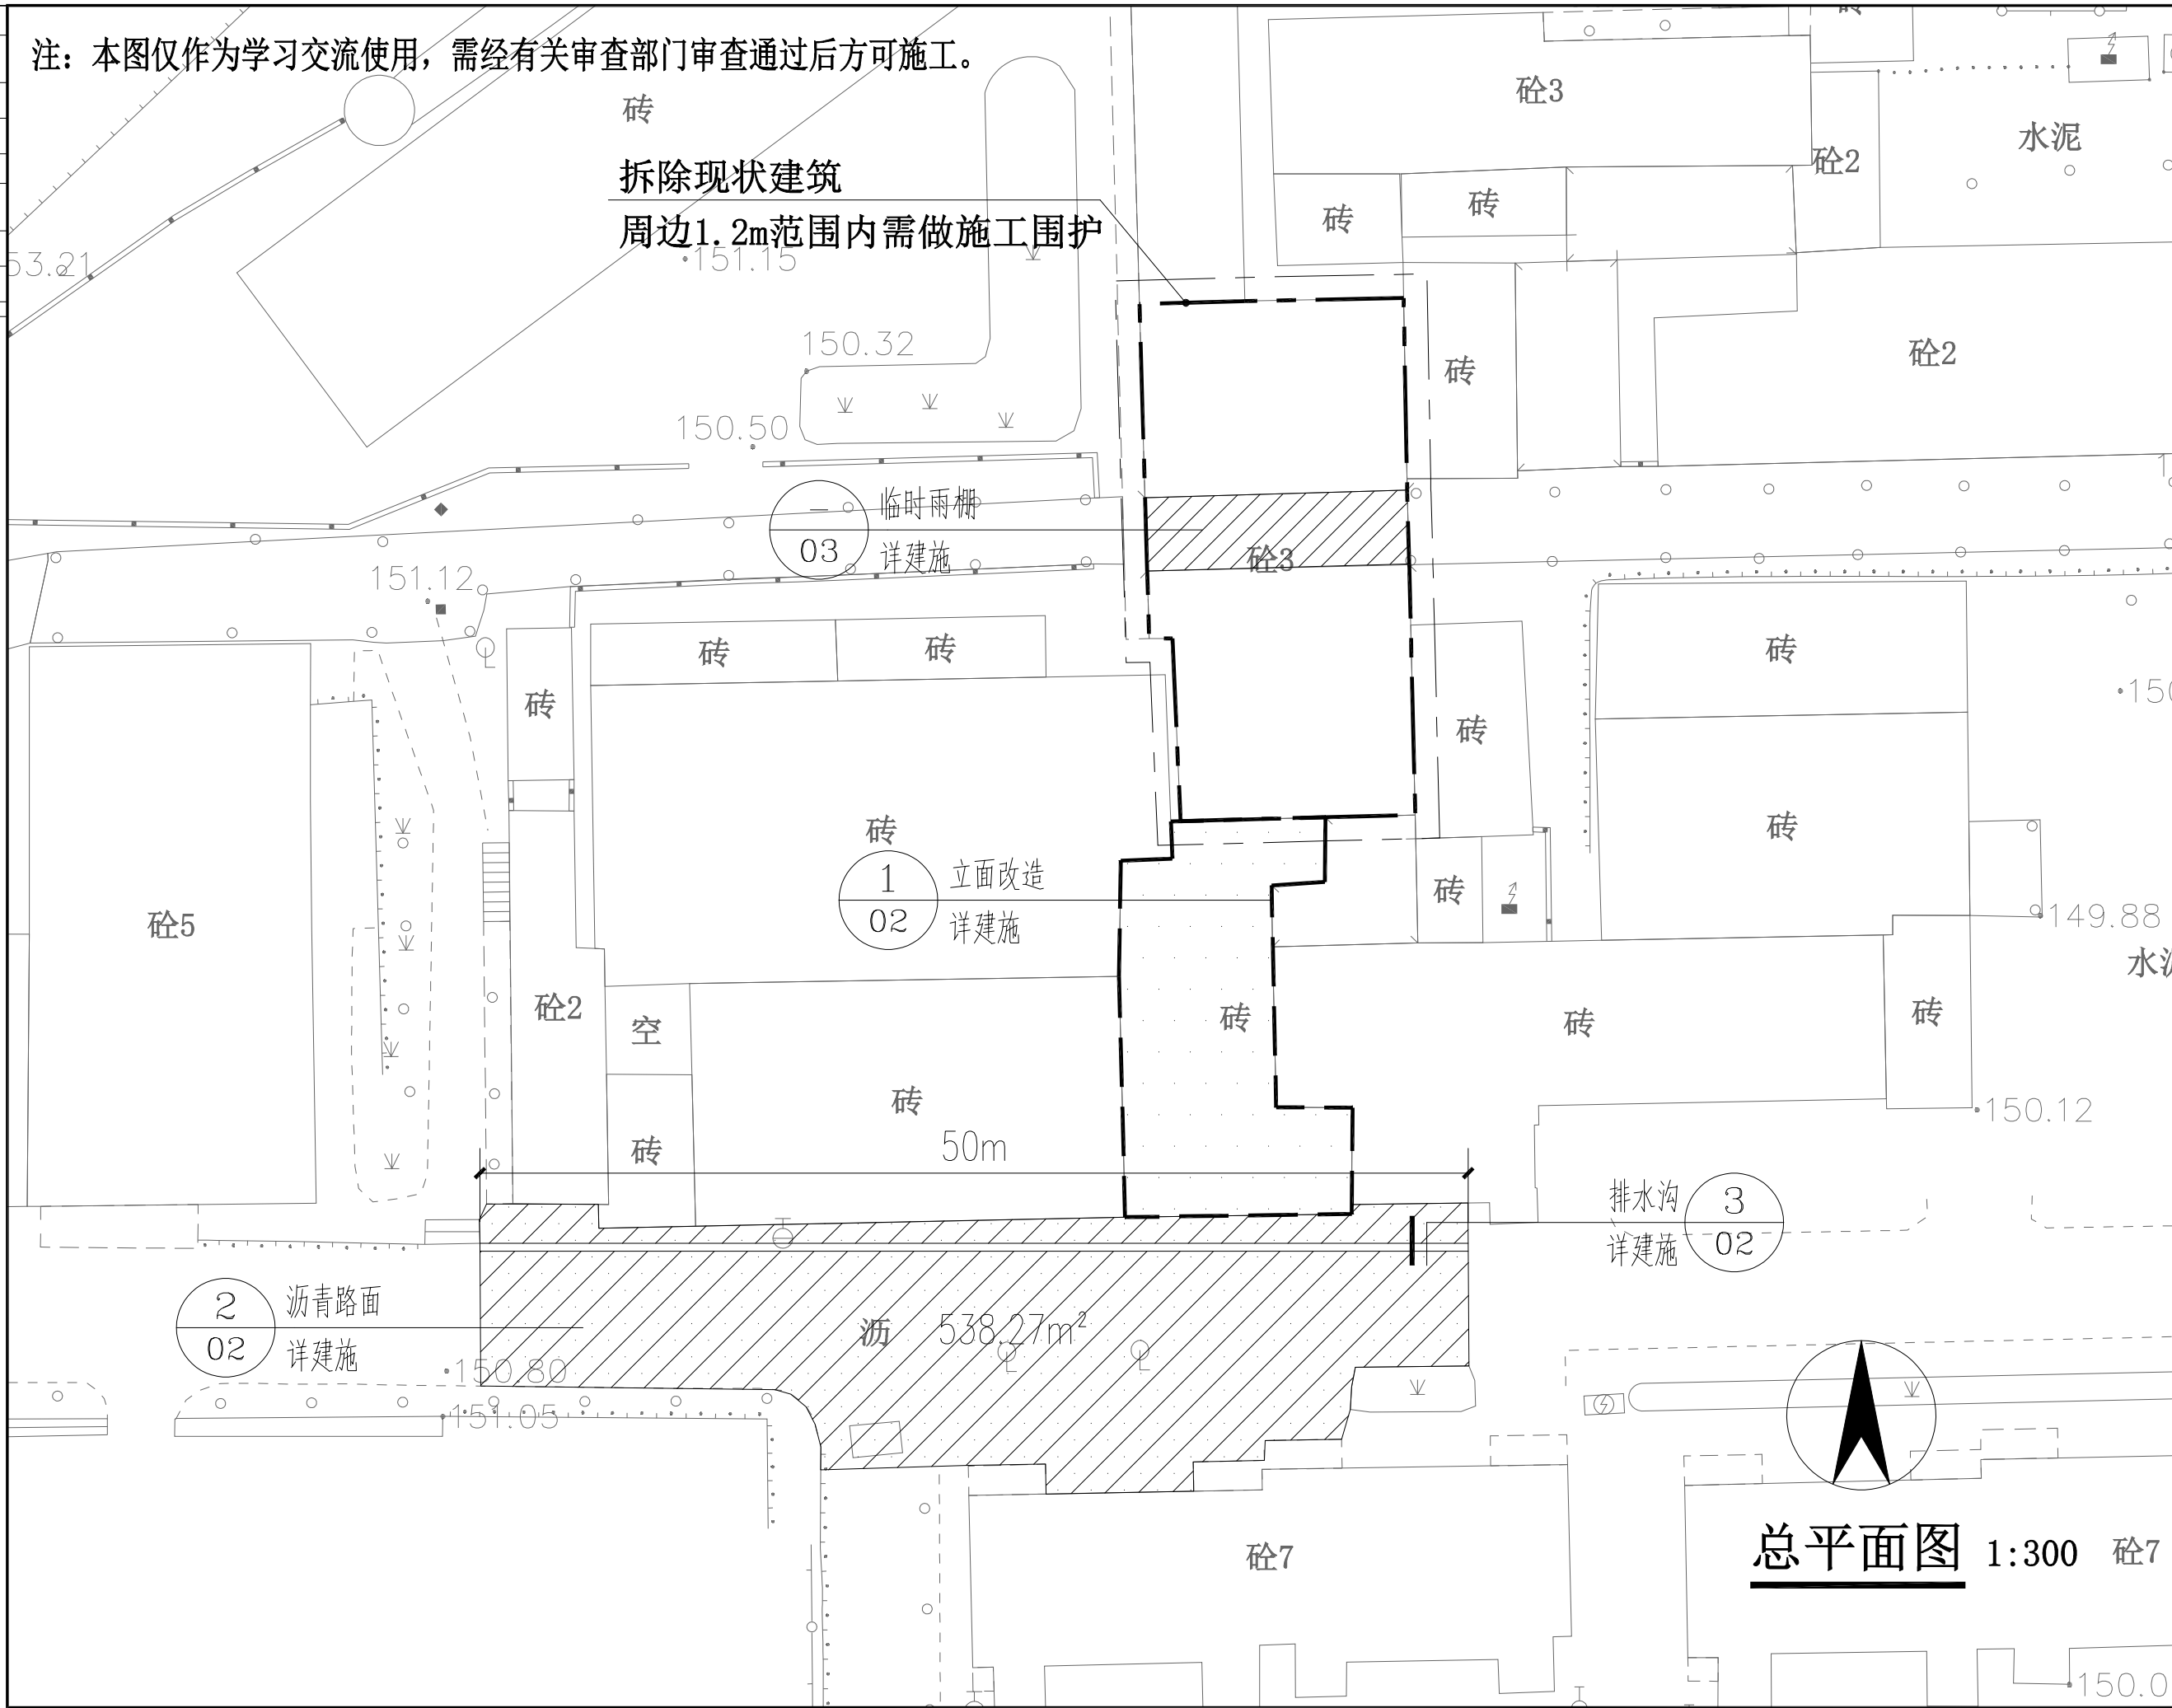 注：本图仅作为学习交流使用，需经有关审查部门审查通过后方可施工。
砼3
砖
水泥
砼2
拆除现状建筑
砖
砖
周边1.2m范围内需做施工围护
53.21
151.15
150.32
砼2
砖
150.50
临时雨棚
—
03
详建施
砼3
151.12
砖
砖
砖
砖
砖
砖
砖
砖
1
02
立面改造
详建施
砖
砼5
149.88
水泥
砼2
空
砖
砖
砖
砖
砖
150.12
50m
排水沟
详建施
3
02
2
02
沥青路面
详建施
沥
538.27m²
150.80
151.05
总平面图 1:300
砼7
砼7
150.0